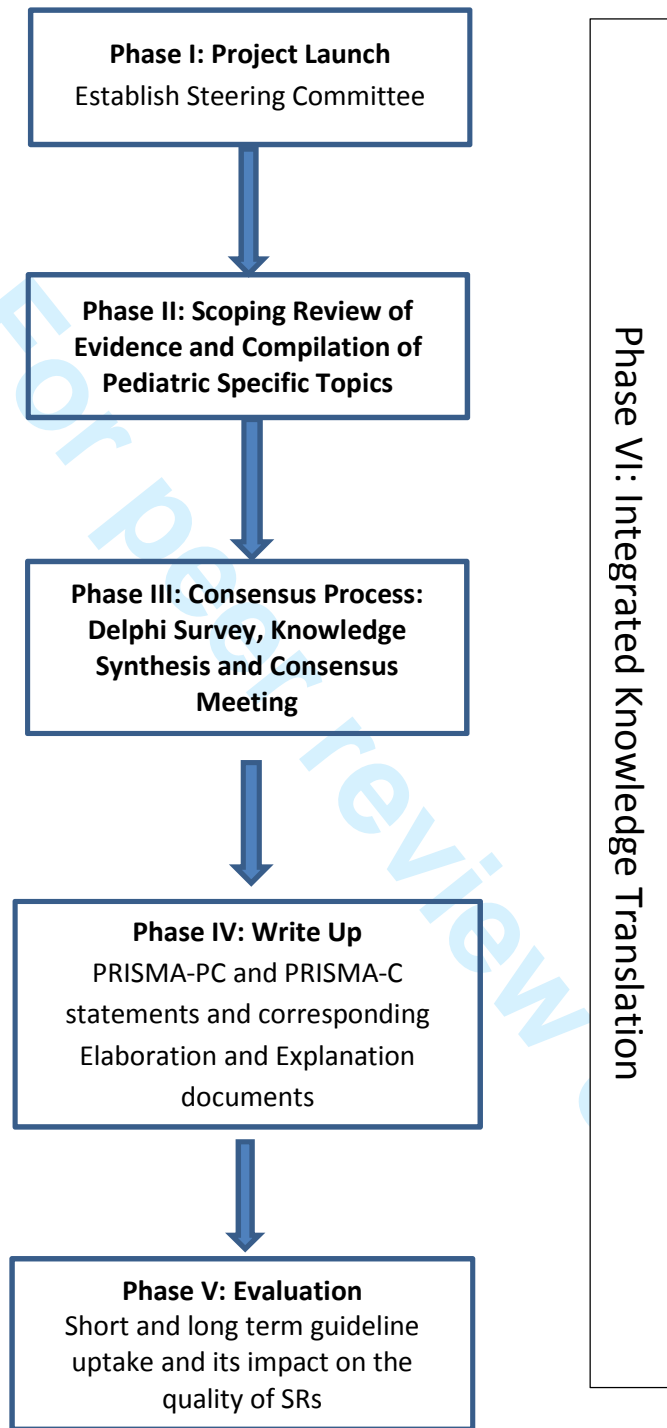 Phase I: Project Launch
Establish Steering Committee
Phase II: Scoping Review of
Evidence and Compilation of
Pediatric Specific Topics
Phase III: Consensus Process:
Delphi Survey, Knowledge
Synthesis and Consensus
Meeting
Phase IV: Write Up
PRISMA-PC and PRISMA-C
statements and corresponding
Elaboration and Explanation
documents
Phase V: Evaluation
Short and long term guideline
uptake and its impact on the
quality of SRs
Phase VI: Integrated Knowledge Translation
For peer review